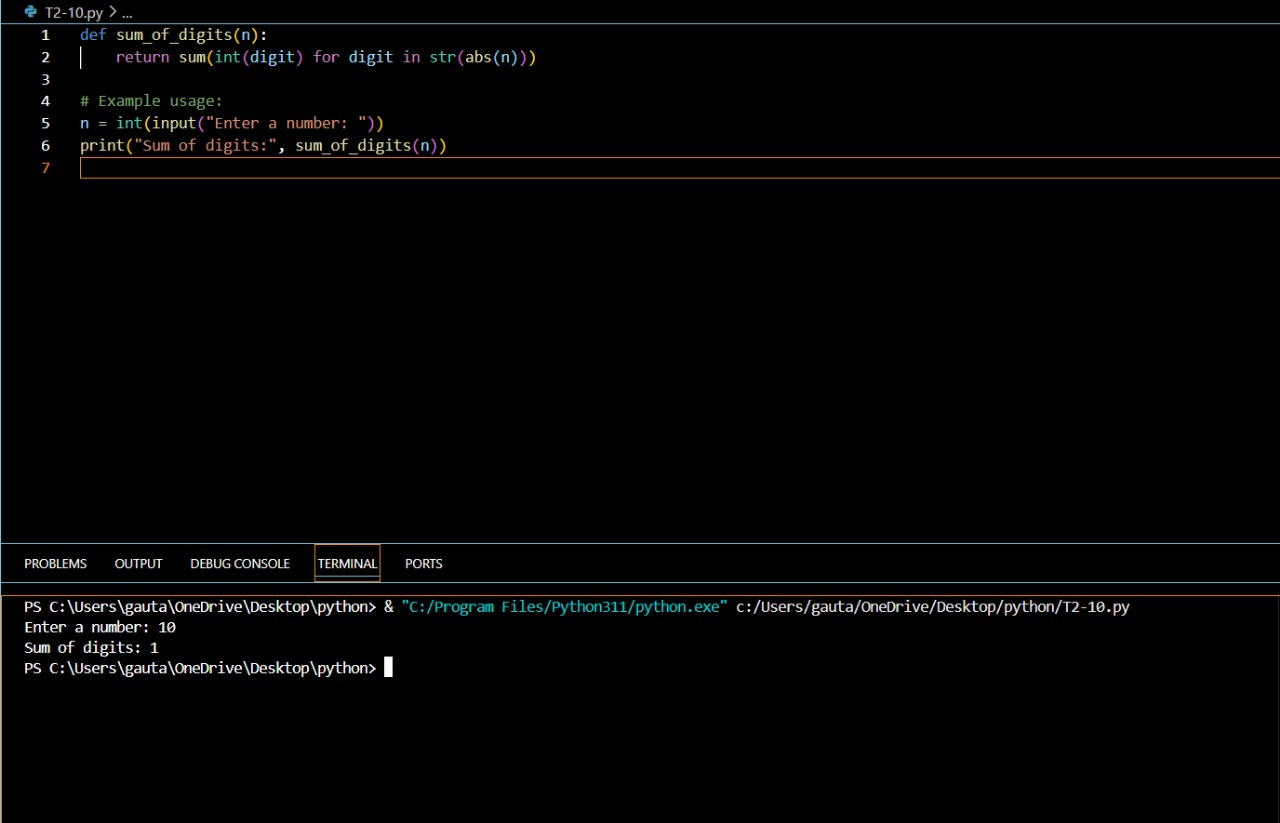 T2-10.py > ...
1 def sum_of_digits(n):
2     return sum(int(digit) for digit in str(abs(n)))
3
4 # Example usage:
5 n = int(input("Enter a number: "))
6 print("Sum of digits:", sum_of_digits(n))
7
PROBLEMS OUTPUT DEBUG CONSOLE TERMINAL PORTS
PS C:\Users\gauta\OneDrive\Desktop\python> & "C:/Program Files/Python311/python.exe" c:/Users/gauta/OneDrive/Desktop/python/T2-10.py
Enter a number: 10
Sum of digits: 1
PS C:\Users\gauta\OneDrive\Desktop\python>